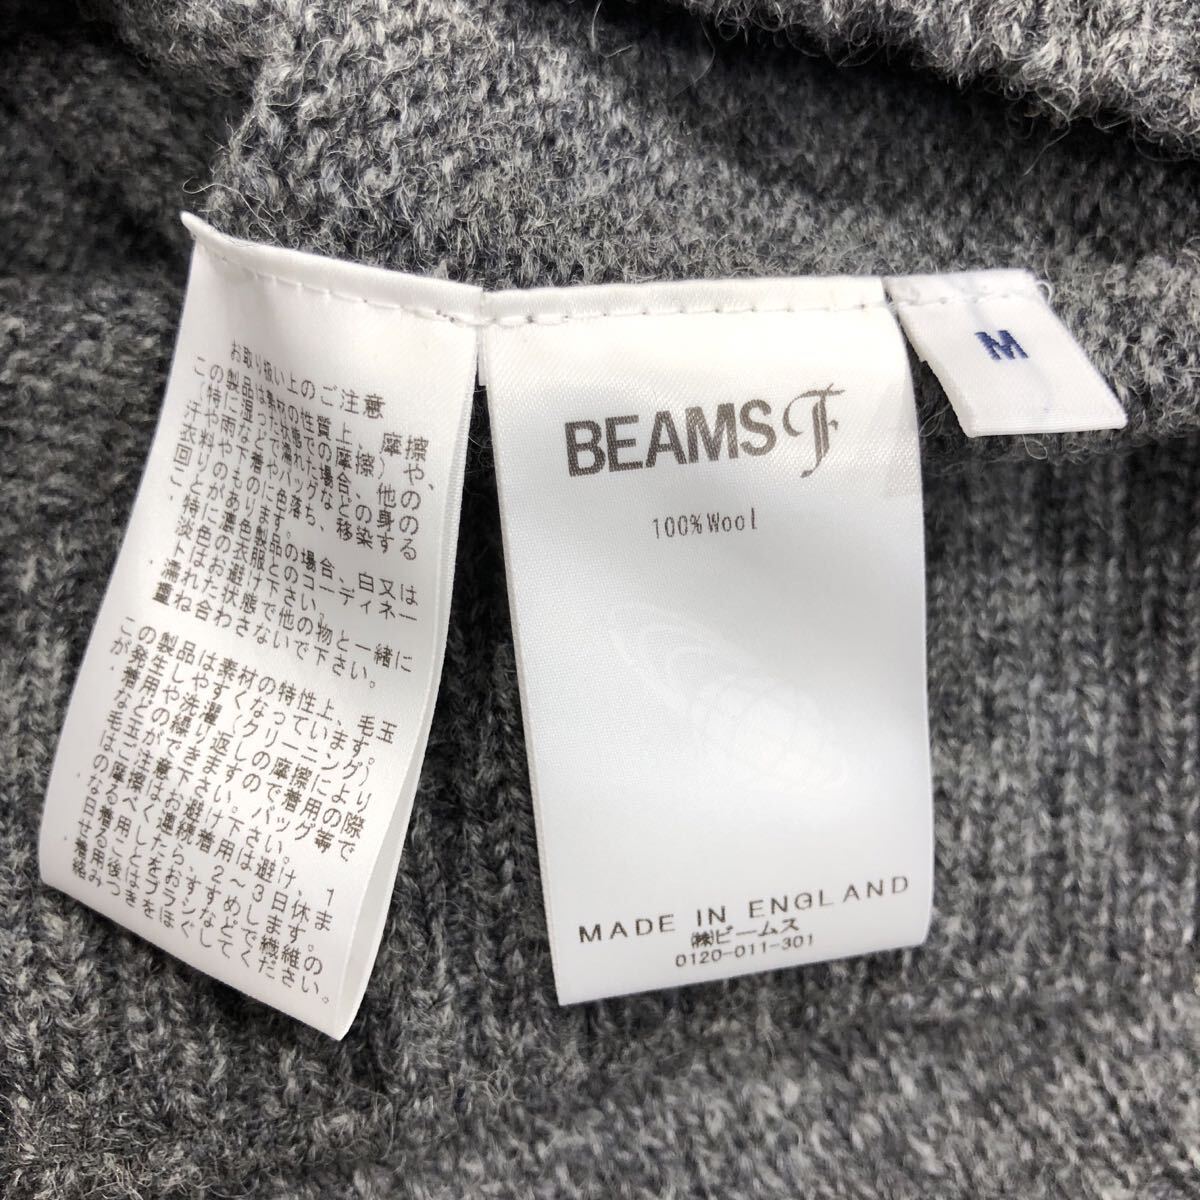 お取り扱い上のご注意
この製品は素材の性質上、摩擦や、
(特に湿った状態での摩擦)
汗や雨などで濡れた場合、他の
衣料や下着やバッグなどの身の
回りのものに色落ち、移染する
ことがあります。
・特に濃色製品の場合、白又は
淡色の衣服とのコーディネー
トはお避け下さい。
・濡れた状態で他の物と一緒に
重ね合わさないで下さい。
この製品は素材の特性上、毛玉
が発生しやすくなっています。
着用や洗濯(クリーニング)
などの繰り返しの摩擦により
毛玉ができますので着用の際
はご注意下さい。バッグ等で
の摩擦はお避け下さい。
なるべく連続着用は避け、1
日着用したら、2〜3日休ま
せることをおすすめします。
着用後はブラシなどで繊維の
絡みつきをほぐしてください。
BEAMS F
100%Wool
MADE IN ENGLAND
㈱ビームス
0120-011-301
M